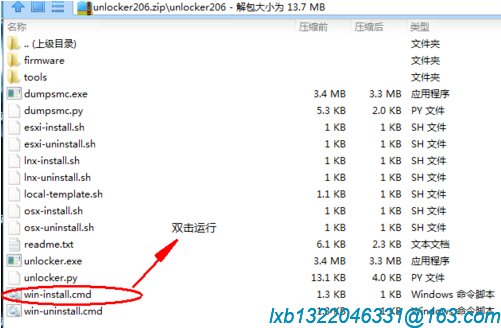 unlocker206.zip\unlocker206 - 解包大小为 13.7 MB
名称 压缩前 压缩后 类型
.. (上级目录) 文件夹
firmware 文件夹
tools 文件夹
dumpsmc.exe 3.4 MB 3.3 MB 应用程序
dumpsmc.py 5.3 KB 2.0 KB PY 文件
esxi-install.sh 1 KB 1 KB SH 文件
esxi-uninstall.sh 1 KB 1 KB SH 文件
lnx-install.sh 1 KB 1 KB SH 文件
lnx-uninstall.sh 1 KB 1 KB SH 文件
local-template.sh 1.1 KB 1 KB SH 文件
osx-install.sh 1 KB 1 KB SH 文件
osx-uninstall.sh 1 KB 1 KB SH 文件
双击运行
readme.txt 6.1 KB 2.3 KB 文本文档
unlocker.exe 3.4 MB 3.3 MB 应用程序
unlocker.py 13.1 KB 4.0 KB PY 文件
win-install.cmd 1.3 KB 1 KB Windows 命令脚本
win-uninstall.cmd 1 KB Windows 命令脚本
lxb1322046331@163.com